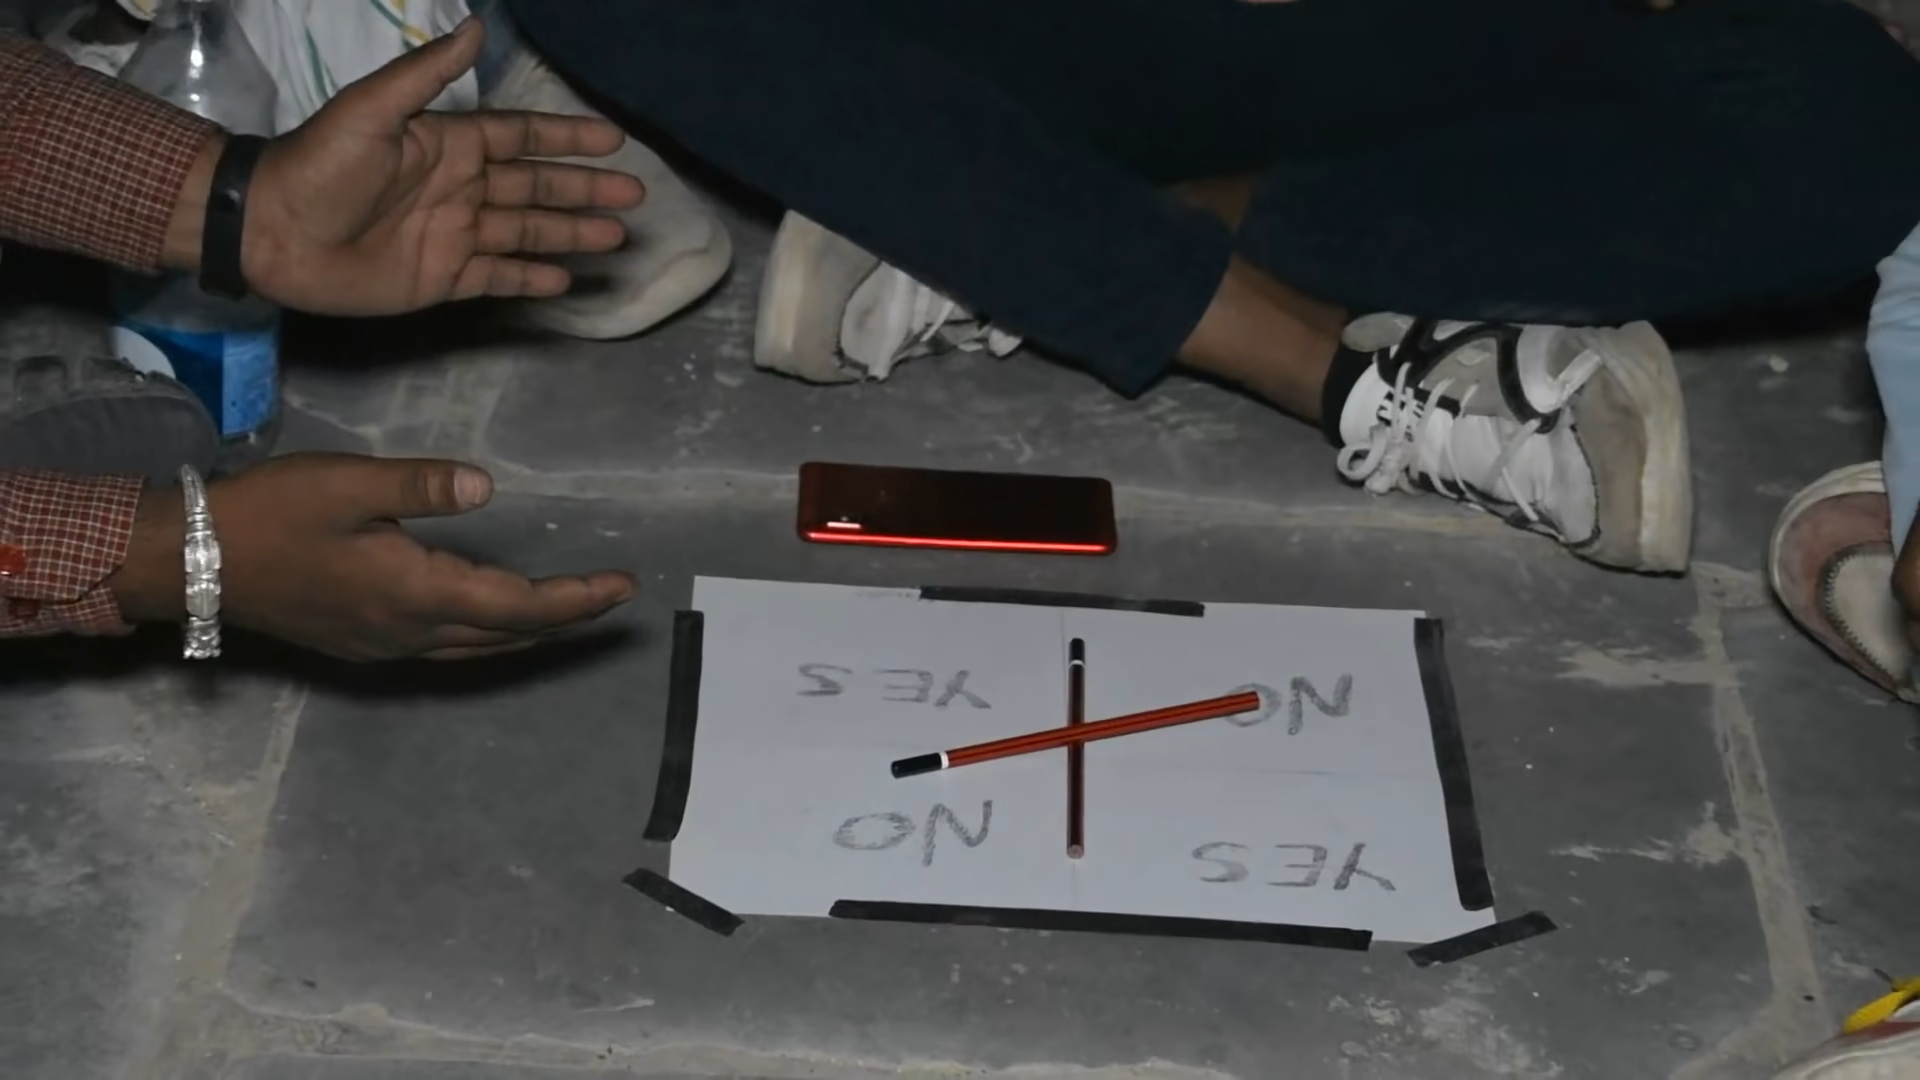 YES NO
NO YES